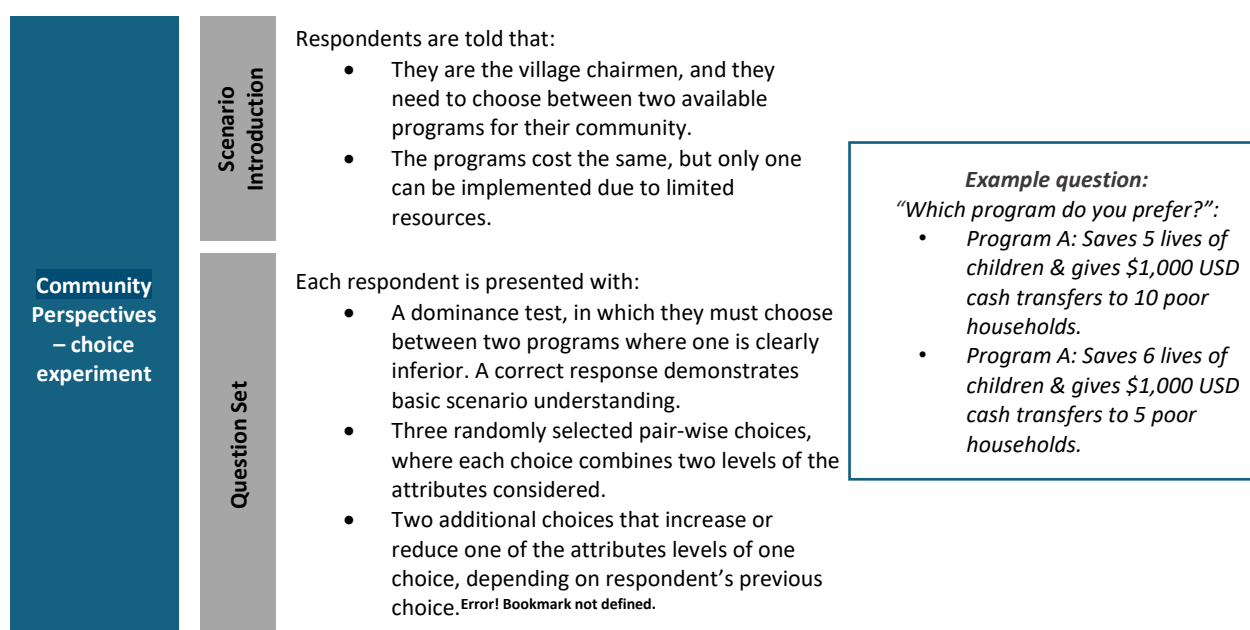 Community
Perspectives
– choice
experiment
Scenario
Introduction
Respondents are told that:
• They are the village chairmen, and they
need to choose between two available
programs for their community.
• The programs cost the same, but only one
can be implemented due to limited
resources.
Question Set
Each respondent is presented with:
• A dominance test, in which they must choose
between two programs where one is clearly
inferior. A correct response demonstrates
basic scenario understanding.
• Three randomly selected pair-wise choices,
where each choice combines two levels of the
attributes considered.
• Two additional choices that increase or
reduce one of the attributes levels of one
choice, depending on respondent’s previous
choice.Error! Bookmark not defined.
Example question:
“Which program do you prefer?”:
• Program A: Saves 5 lives of
children & gives $1,000 USD
cash transfers to 10 poor
households.
• Program A: Saves 6 lives of
children & gives $1,000 USD
cash transfers to 5 poor
households.